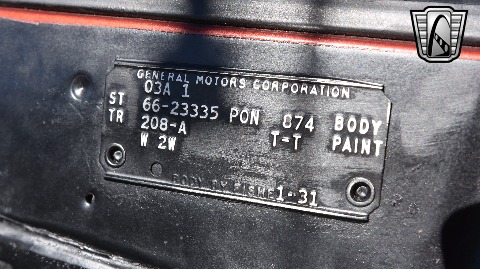 GENERAL MOTORS CORPORATION
03A 1
ST 66-23335 PON 874 BODY
TR 208-A T-T PAINT
W 2W
BODY BY FISHE 1-31